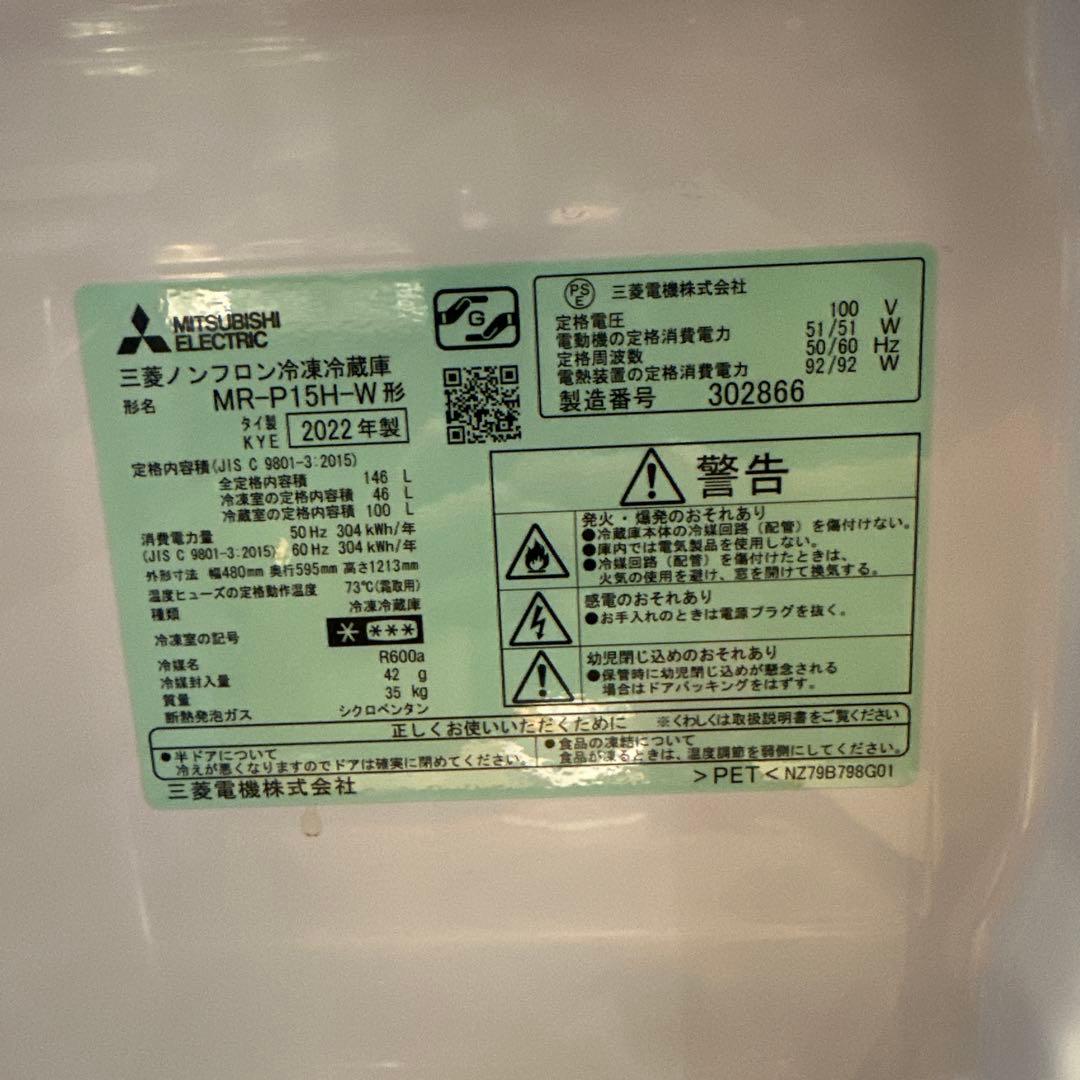 MITSUBISHI
ELECTRIC
G
三菱ノンフロン冷凍冷蔵庫
形名 MR-P15H-W形
タイ製
KYE 2022年製
定格内容積(JIS C 9801-3:2015)
全定格内容積 146 L
冷凍室の定格内容積 46 L
冷蔵室の定格内容積 100 L
消費電力量 50 Hz 304 kWh/年
(JIS C 9801-3:2015) 60 Hz 304 kWh/年
外形寸法 幅480mm 奥行595mm 高さ1213mm
温度ヒューズの定格動作温度 73℃(霜取用)
種類 冷凍冷蔵庫
冷凍室の記号 * ***
冷媒名 R600a
冷媒封入量 42 g
質量 35 kg
断熱発泡ガス シクロペンタン
PS
E
三菱電機株式会社
定格電圧 100 V
電動機の定格消費電力 51/51 W
定格周波数 50/60 Hz
電熱装置の定格消費電力 92/92 W
製造番号 302866
警告
発火・爆発のおそれあり
●冷蔵庫本体の冷媒回路(配管)を傷付けない。
●庫内では電気製品を使用しない。
●冷媒回路(配管)を傷付けたときは、
火気の使用を避け、窓を開けて換気する。
感電のおそれあり
●お手入れのときは電源プラグを抜く。
幼児閉じ込めのおそれあり
●保管時に幼児閉じ込めが懸念される
場合はドアパッキングをはずす。
正しくお使いいただくために ※くわしくは取扱説明書をご覧ください
●半ドアについて
冷えが悪くなりますのでドアは確実に閉めてください。
●食品の凍結について
食品が凍るときは、温度調節を弱側にしてください。
三菱電機株式会社
>PET< NZ79B798G01